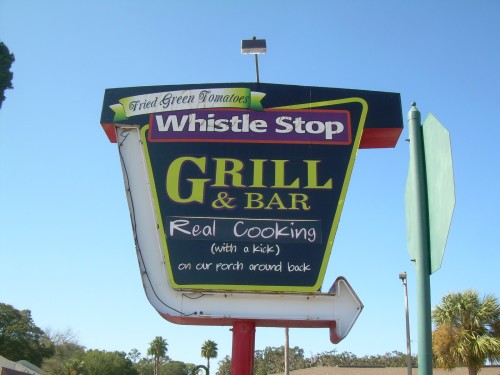 Fried Green Tomatoes
Whistle Stop
GRILL
& BAR
Real Cooking
(with a kick)
on our porch around back